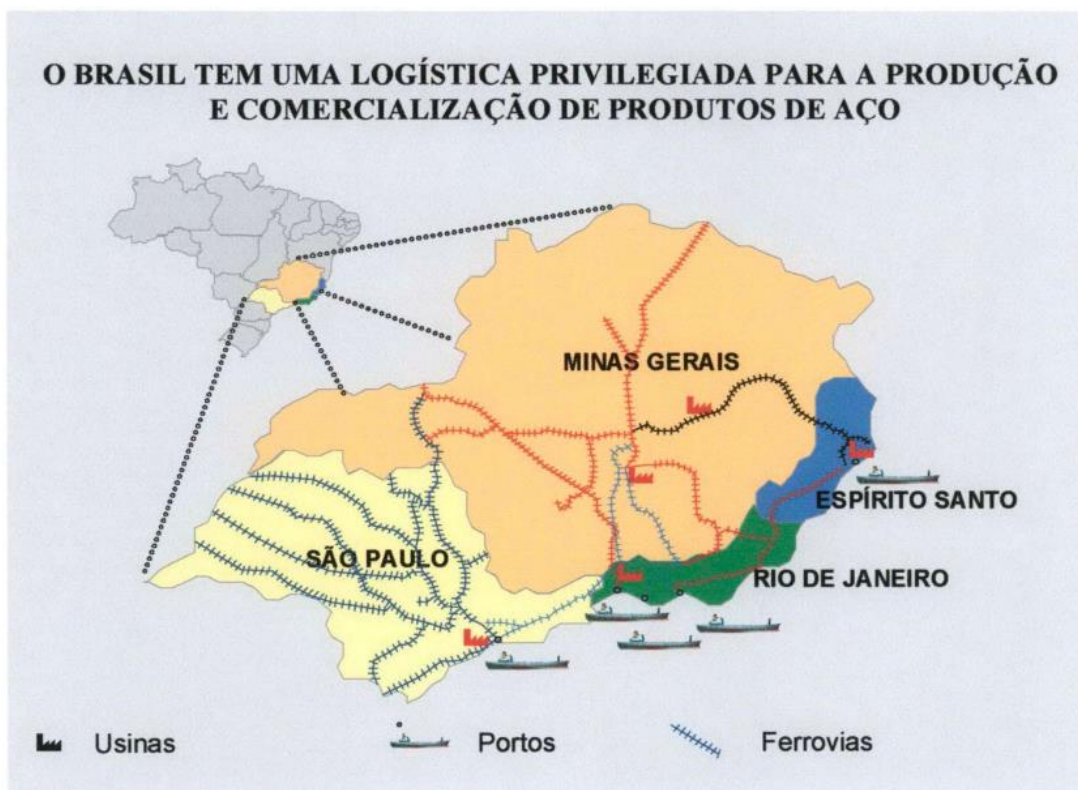 O BRASIL TEM UMA LOGÍSTICA PRIVILEGIADA PARA A PRODUÇÃO
E COMERCIALIZAÇÃO DE PRODUTOS DE AÇO
MINAS GERAIS
ESPÍRITO SANTO
SÃO PAULO
RIO DE JANEIRO
Usinas
Portos
Ferrovias